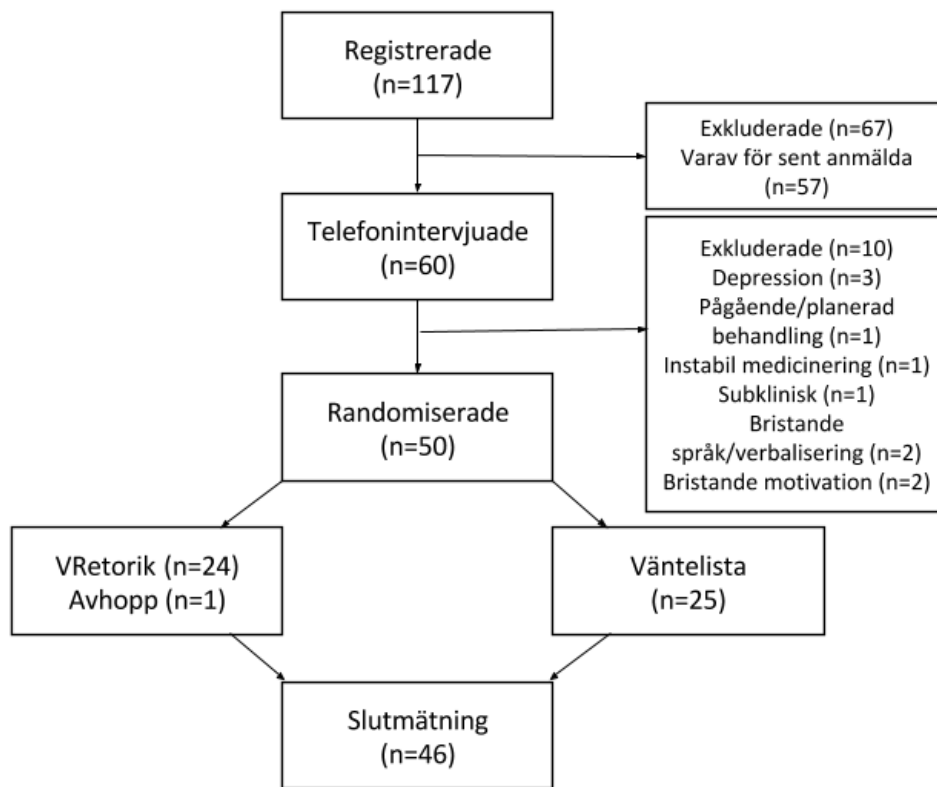 Registrerade
(n=117)
Exkluderade (n=67)
Varav för sent anmälda
(n=57)
Telefonintervjuade
(n=60)
Exkluderade (n=10)
Depression (n=3)
Pågående/planerad
behandling (n=1)
Instabil medicinering (n=1)
Subklinisk (n=1)
Bristande
språk/verbalisering (n=2)
Bristande motivation (n=2)
Randomiserade
(n=50)
VRetorik (n=24)
Avhopp (n=1)
Väntelista
(n=25)
Slutmätning
(n=46)